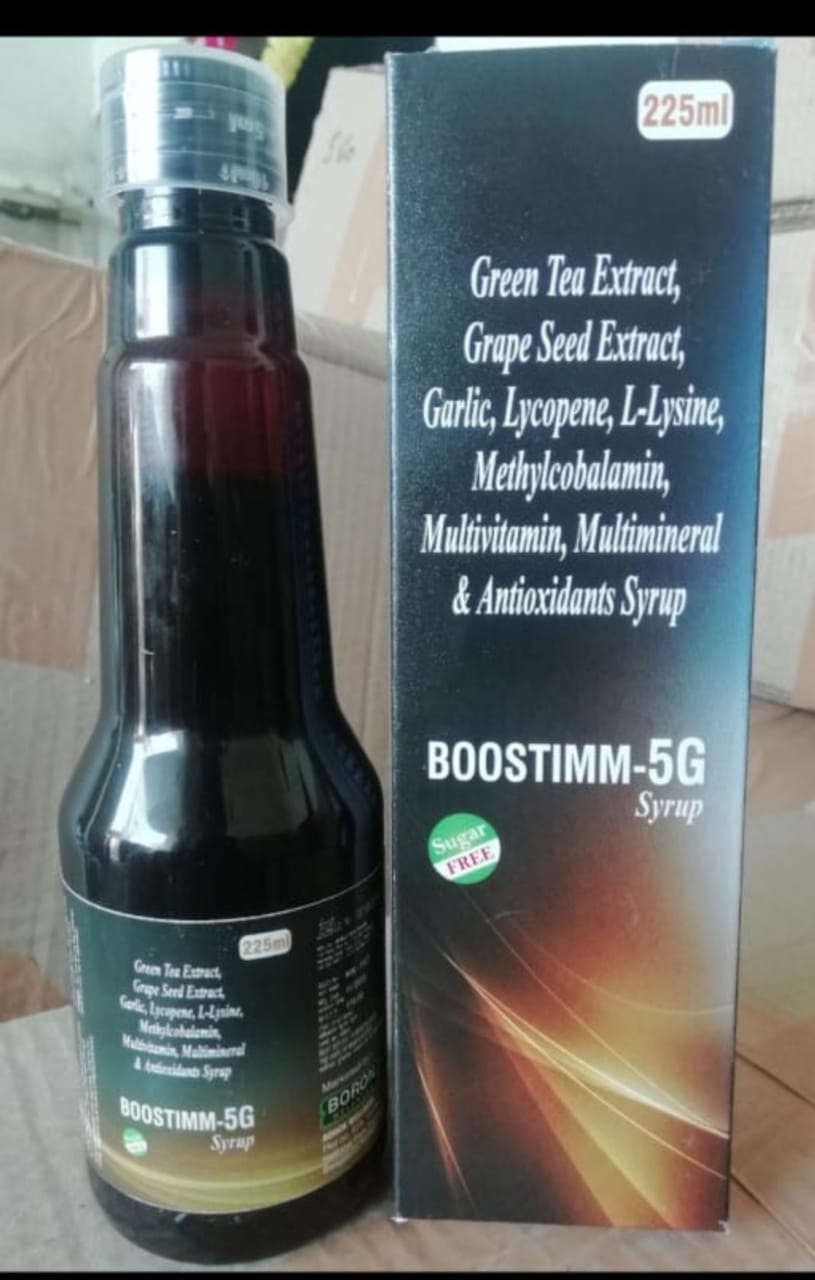 225ml
Green Tea Extract,
Grape Seed Extract,
Garlic, Lycopene, L-Lysine,
Methylcobalamin,
Multivitamin, Multimineral
& Antioxidants Syrup
BOOSTIMM-5G
Syrup
Sugar
FREE
225ml
Green Tea Extract,
Grape Seed Extract,
Garlic, Lycopene, L-Lysine,
Methylcobalamin,
Multivitamin, Multimineral
& Antioxidants Syrup
BOOSTIMM-5G
Syrup
Marketed
BORON